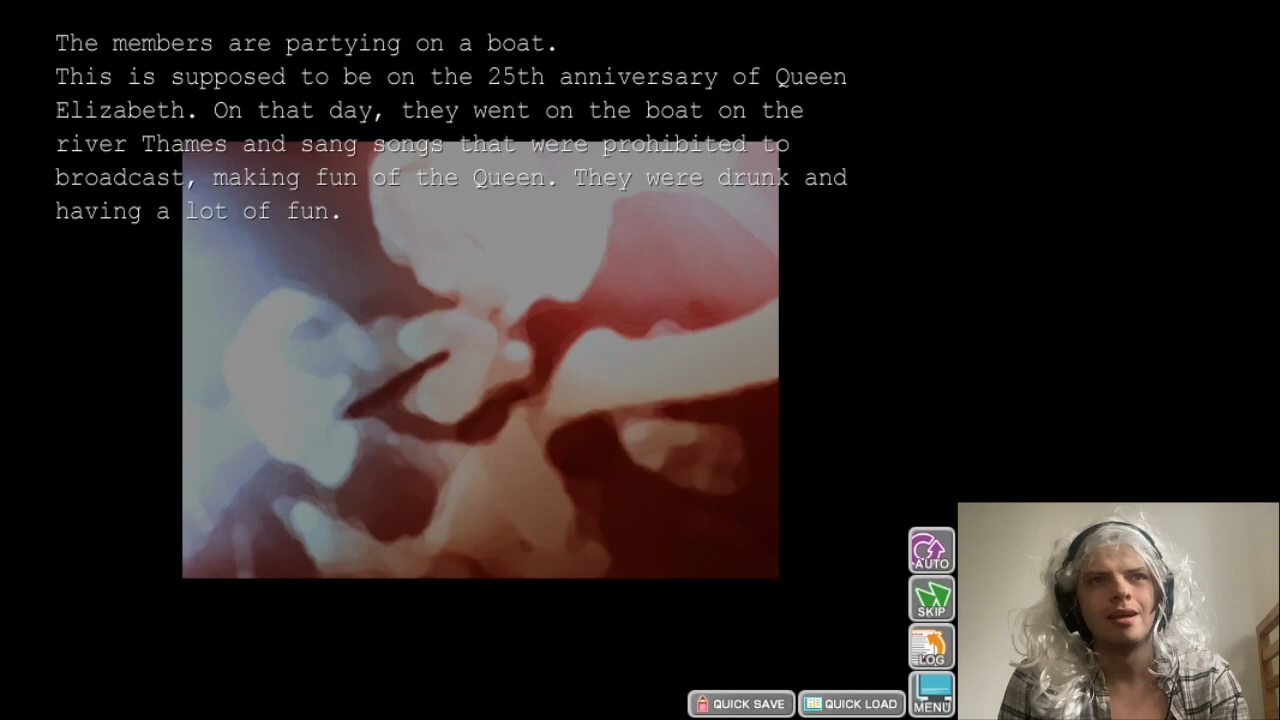 The members are partying on a boat.
This is supposed to be on the 25th anniversary of Queen
Elizabeth. On that day, they went on the boat on the
river Thames and sang songs that were prohibited to
broadcast, making fun of the Queen. They were drunk and
having a lot of fun.
AUTO
SKIP
LOG
MENU
QUICK SAVE
QUICK LOAD